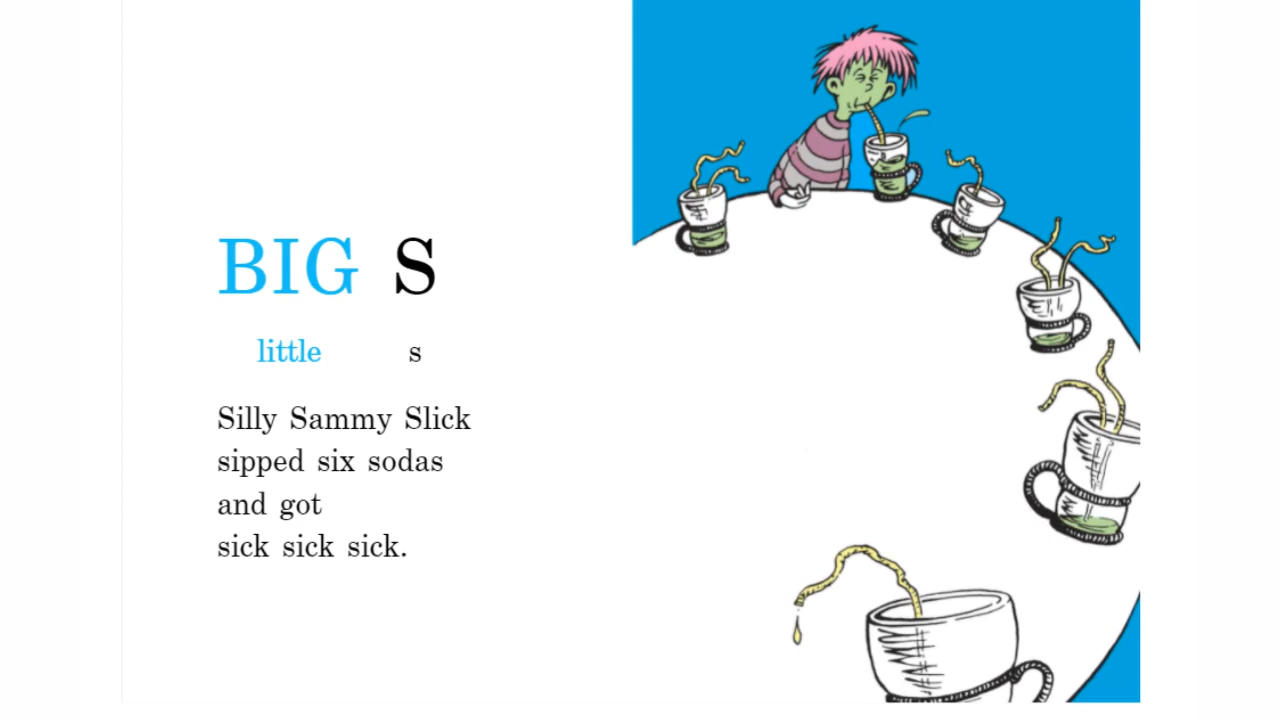 BIG S
little s
Silly Sammy Slick
sipped six sodas
and got
sick sick sick.